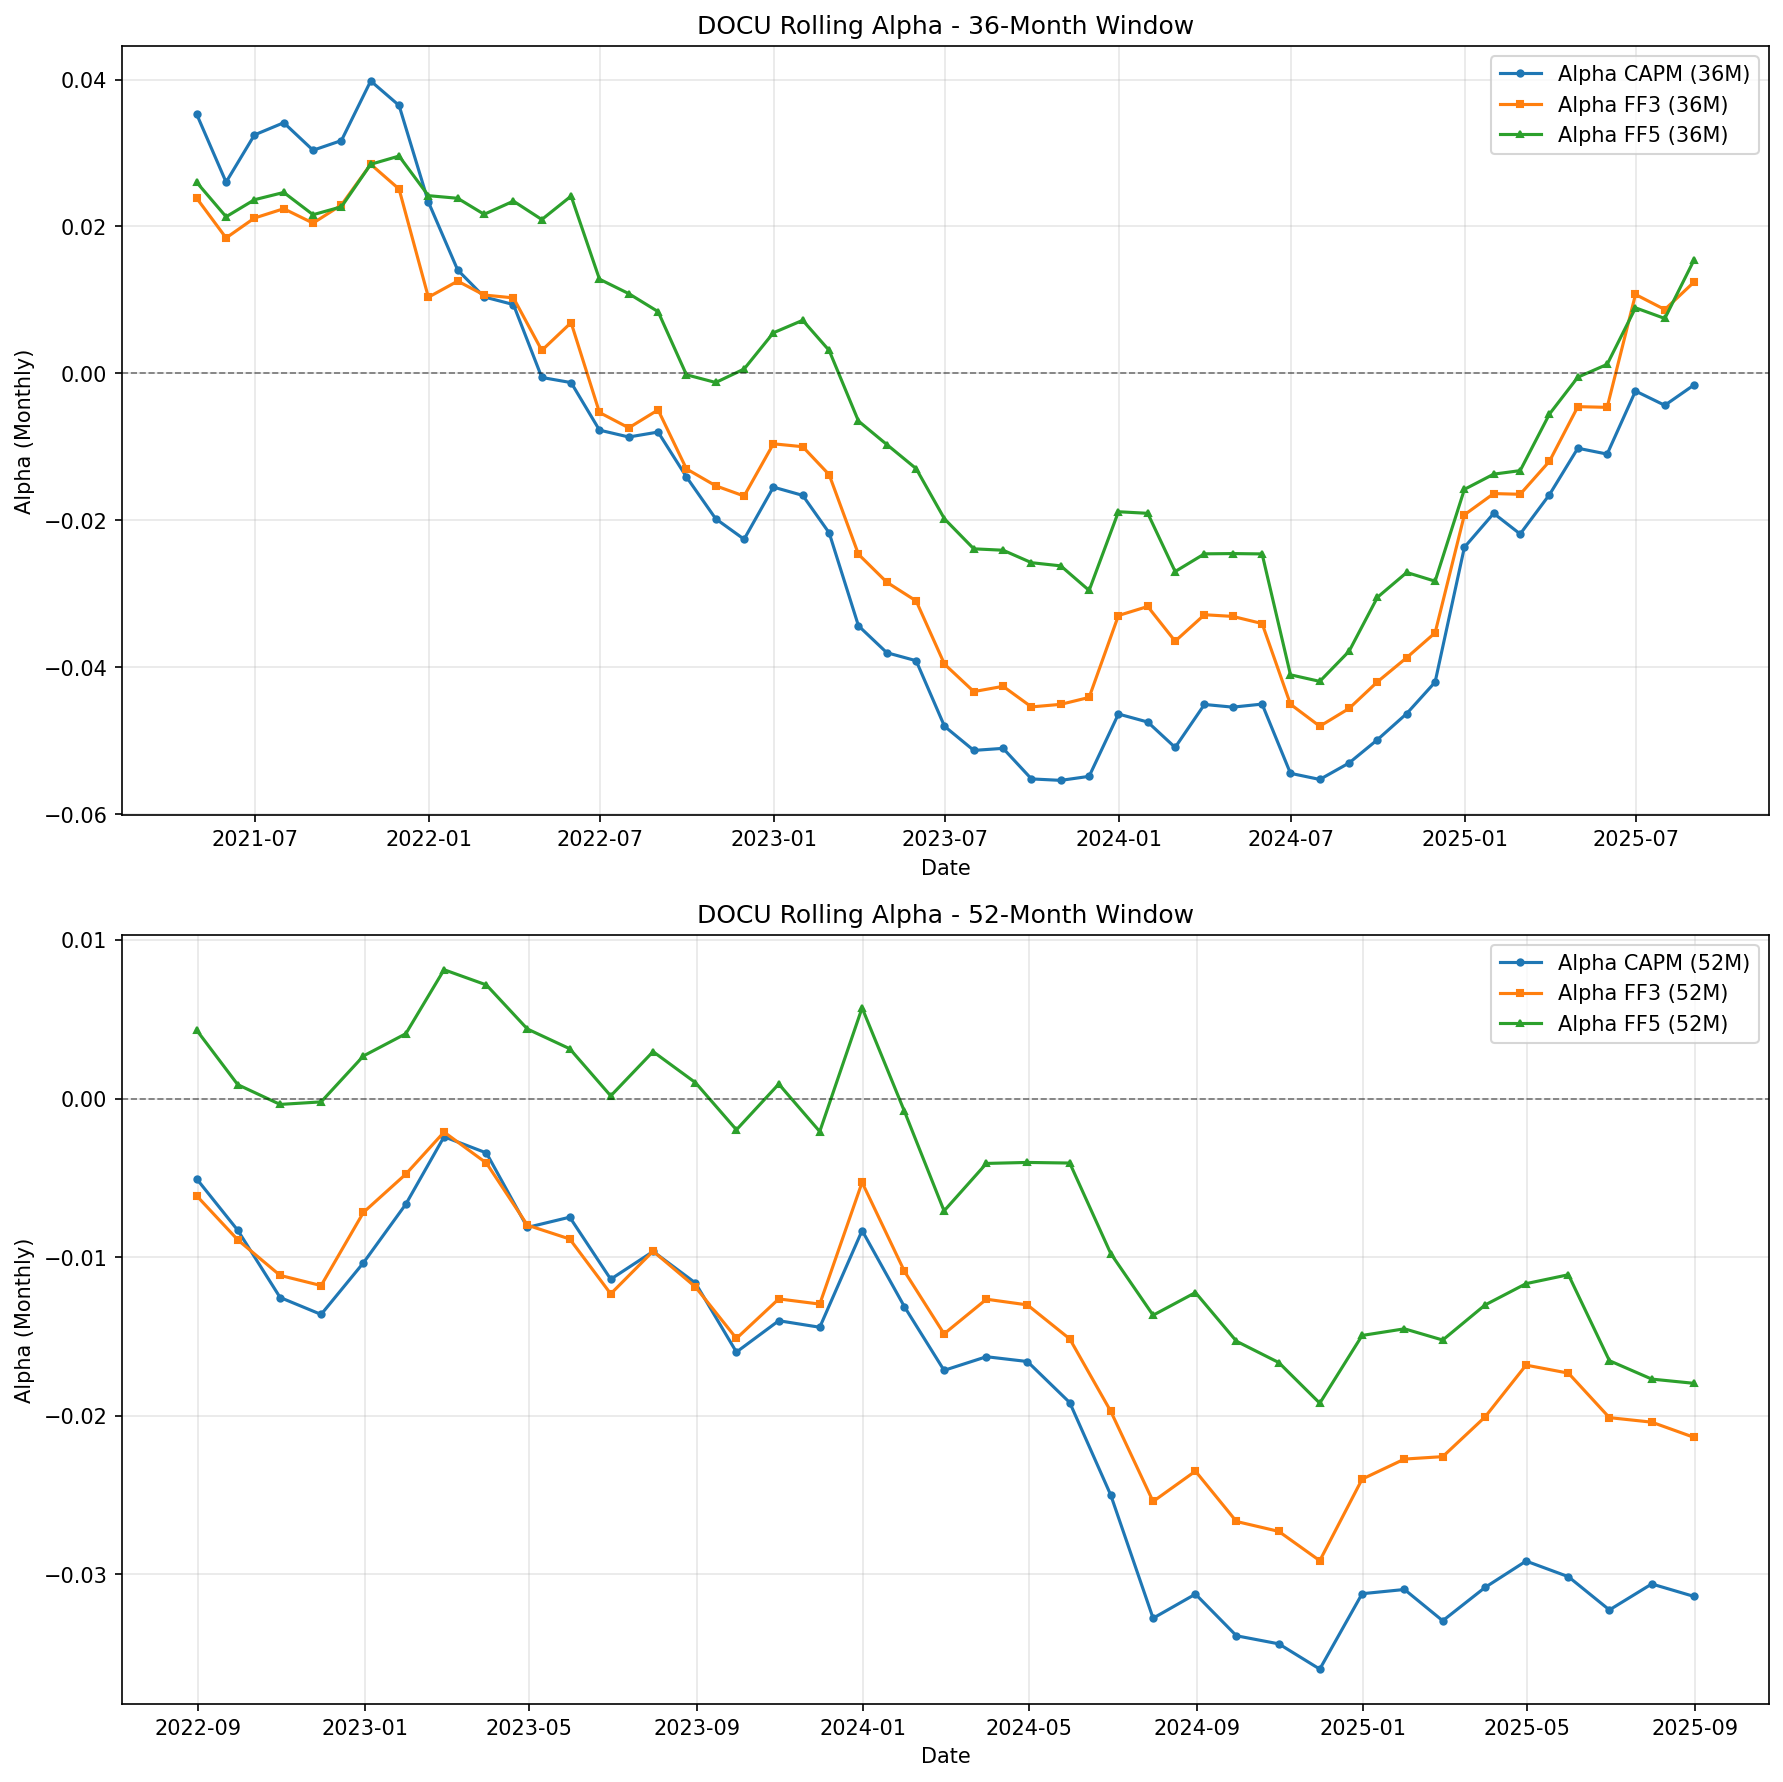 DOCU Rolling Alpha - 36-Month Window
Alpha CAPM (36M)
Alpha FF3 (36M)
Alpha FF5 (36M)
Alpha (Monthly)
0.04
0.02
0.00
−0.02
−0.04
−0.06
2021-07 2022-01 2022-07 2023-01 2023-07 2024-01 2024-07 2025-01 2025-07
Date
DOCU Rolling Alpha - 52-Month Window
Alpha CAPM (52M)
Alpha FF3 (52M)
Alpha FF5 (52M)
Alpha (Monthly)
0.01
0.00
−0.01
−0.02
−0.03
2022-09 2023-01 2023-05 2023-09 2024-01 2024-05 2024-09 2025-01 2025-05 2025-09
Date